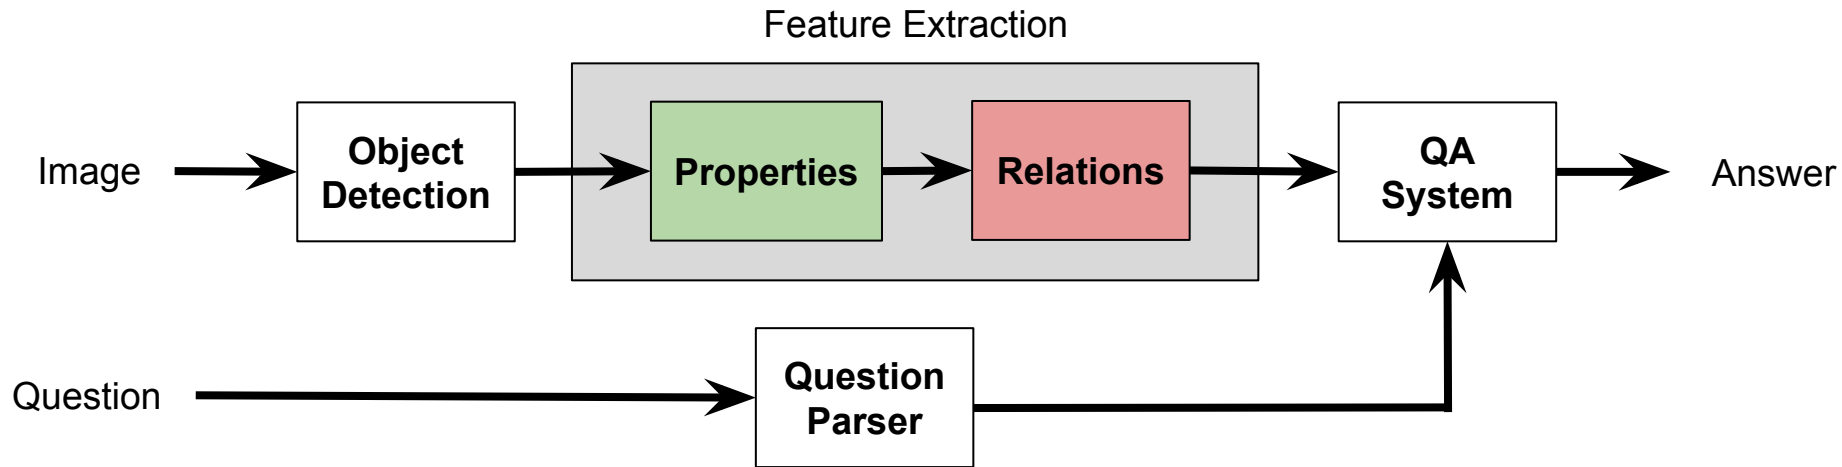 Feature Extraction
Image
Object
Detection
Properties
Relations
QA
System
Answer
Question
Question
Parser